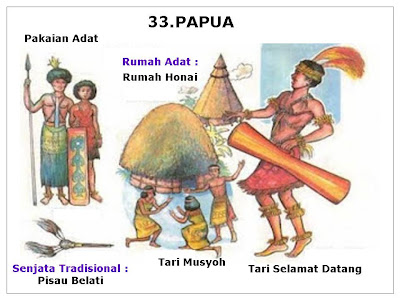 33.PAPUA
Pakaian Adat
Rumah Adat :
Rumah Honai
Tari Musyoh
Tari Selamat Datang
Senjata Tradisional :
Pisau Belati